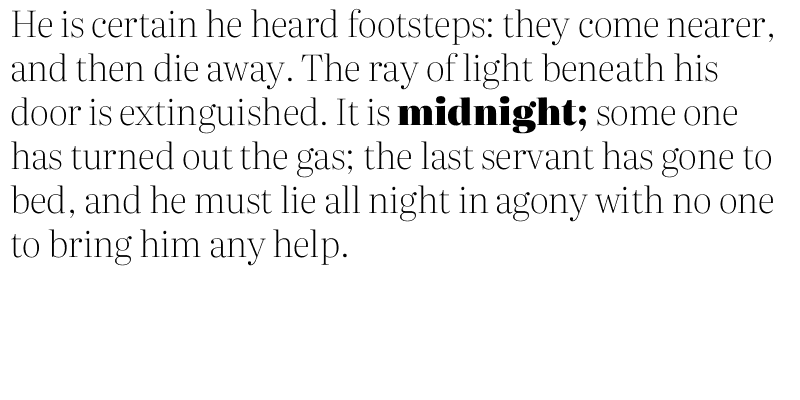 He is certain he heard footsteps: they come nearer,
and then die away. The ray of light beneath his
door is extinguished. It is midnight; some one
has turned out the gas; the last servant has gone to
bed, and he must lie all night in agony with no one
to bring him any help.